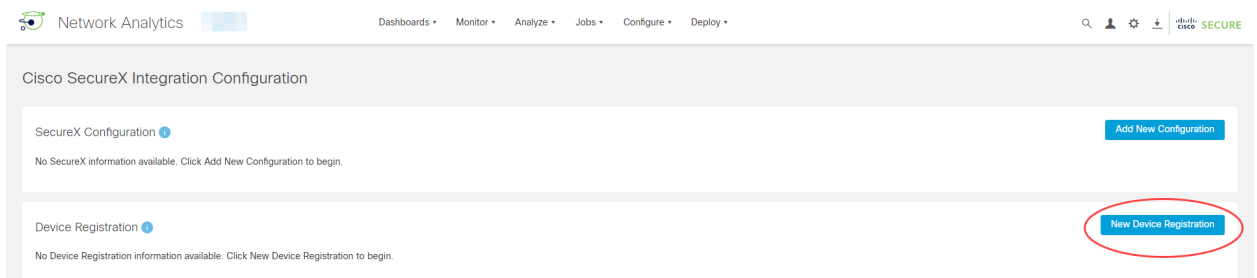 Network Analytics
Dashboards Monitor Analyze Jobs Configure Deploy
cisco SECURE
Cisco SecureX Integration Configuration
SecureX Configuration
Add New Configuration
No SecureX information available. Click Add New Configuration to begin.
Device Registration
New Device Registration
No Device Registration information available. Click New Device Registration to begin.